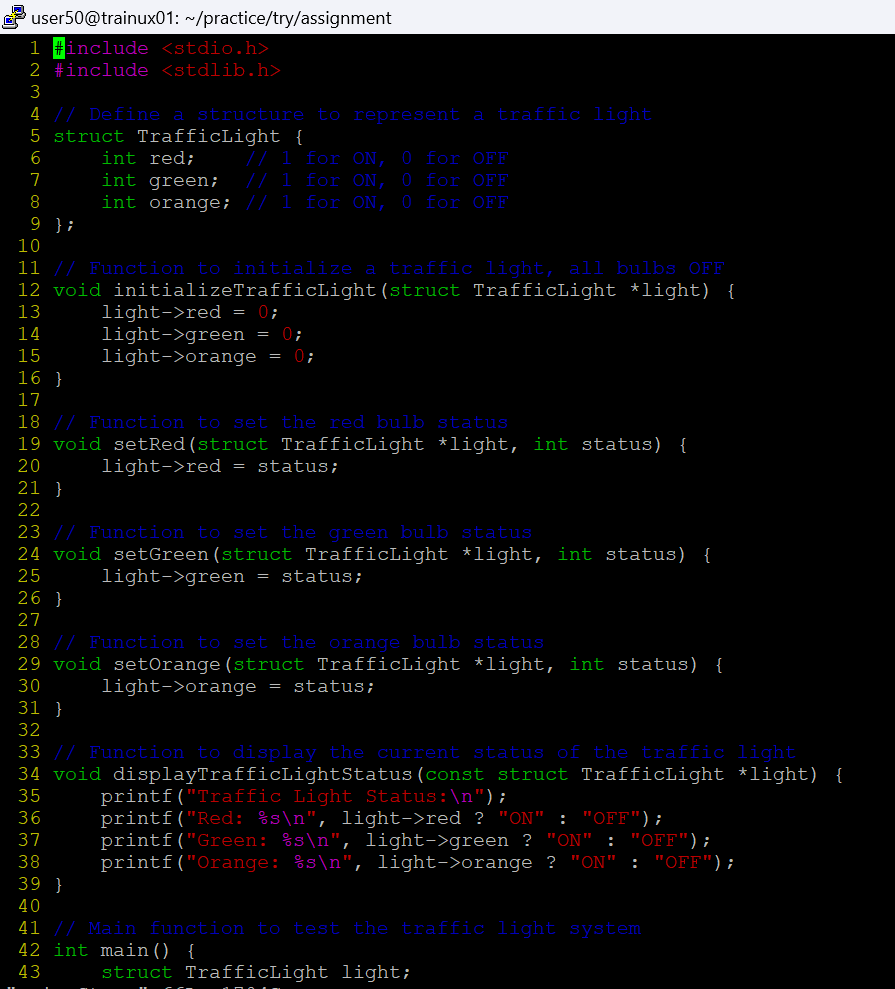 user50@trainux01: ~/practice/try/assignment
1 #include <stdio.h>
2 #include <stdlib.h>
3
4 // Define a structure to represent a traffic light
5 struct TrafficLight {
6     int red;    // 1 for ON, 0 for OFF
7     int green;  // 1 for ON, 0 for OFF
8     int orange; // 1 for ON, 0 for OFF
9 };
10
11 // Function to initialize a traffic light, all bulbs OFF
12 void initializeTrafficLight(struct TrafficLight *light) {
13     light->red = 0;
14     light->green = 0;
15     light->orange = 0;
16 }
17
18 // Function to set the red bulb status
19 void setRed(struct TrafficLight *light, int status) {
20     light->red = status;
21 }
22
23 // Function to set the green bulb status
24 void setGreen(struct TrafficLight *light, int status) {
25     light->green = status;
26 }
27
28 // Function to set the orange bulb status
29 void setOrange(struct TrafficLight *light, int status) {
30     light->orange = status;
31 }
32
33 // Function to display the current status of the traffic light
34 void displayTrafficLightStatus(const struct TrafficLight *light) {
35     printf("Traffic Light Status:\n");
36     printf("Red: %s\n", light->red ? "ON" : "OFF");
37     printf("Green: %s\n", light->green ? "ON" : "OFF");
38     printf("Orange: %s\n", light->orange ? "ON" : "OFF");
39 }
40
41 // Main function to test the traffic light system
42 int main() {
43     struct TrafficLight light;